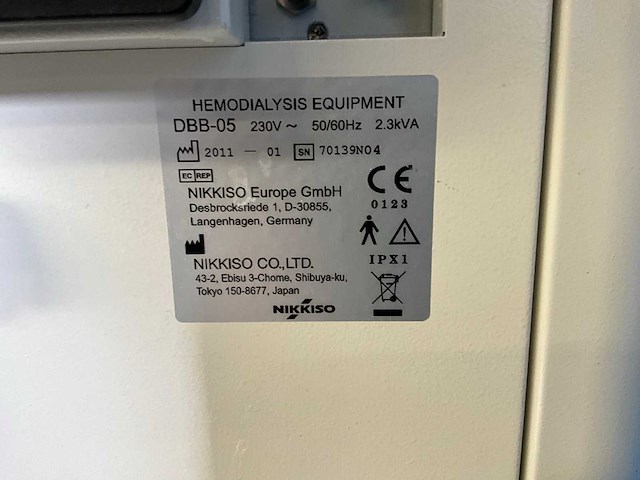 HEMODIALYSIS EQUIPMENT
DBB-05 230V ~ 50/60Hz 2.3kVA
2011 — 01 SN 70139N04
EC REP
NIKKISO Europe GmbH
Desbrocksriede 1, D-30855,
Langenhagen, Germany
CE
0123
IPX1
NIKKISO CO.,LTD.
43-2, Ebisu 3-Chome, Shibuya-ku,
Tokyo 150-8677, Japan
NIKKISO